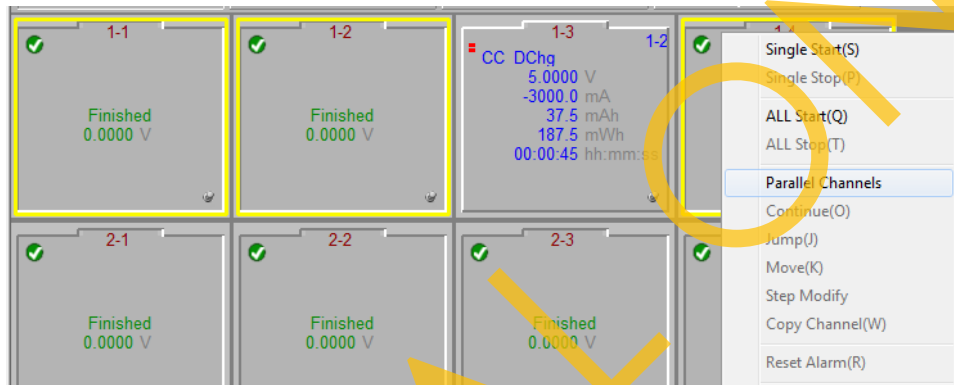 1-1
Finished
0.0000 V
1-2
Finished
0.0000 V
1-3
1-2
CC DChg
5.0000 V
-3000.0 mA
37.5 mAh
187.5 mWh
00:00:45 hh:mm:ss
1-4
Single Start(S)
Single Stop(P)
ALL Start(Q)
ALL Stop(T)
Parallel Channels
Continue(O)
Jump(J)
Move(K)
Step Modify
Copy Channel(W)
Reset Alarm(R)
2-1
Finished
0.0000 V
2-2
Finished
0.0000 V
2-3
Finished
0.0000 V